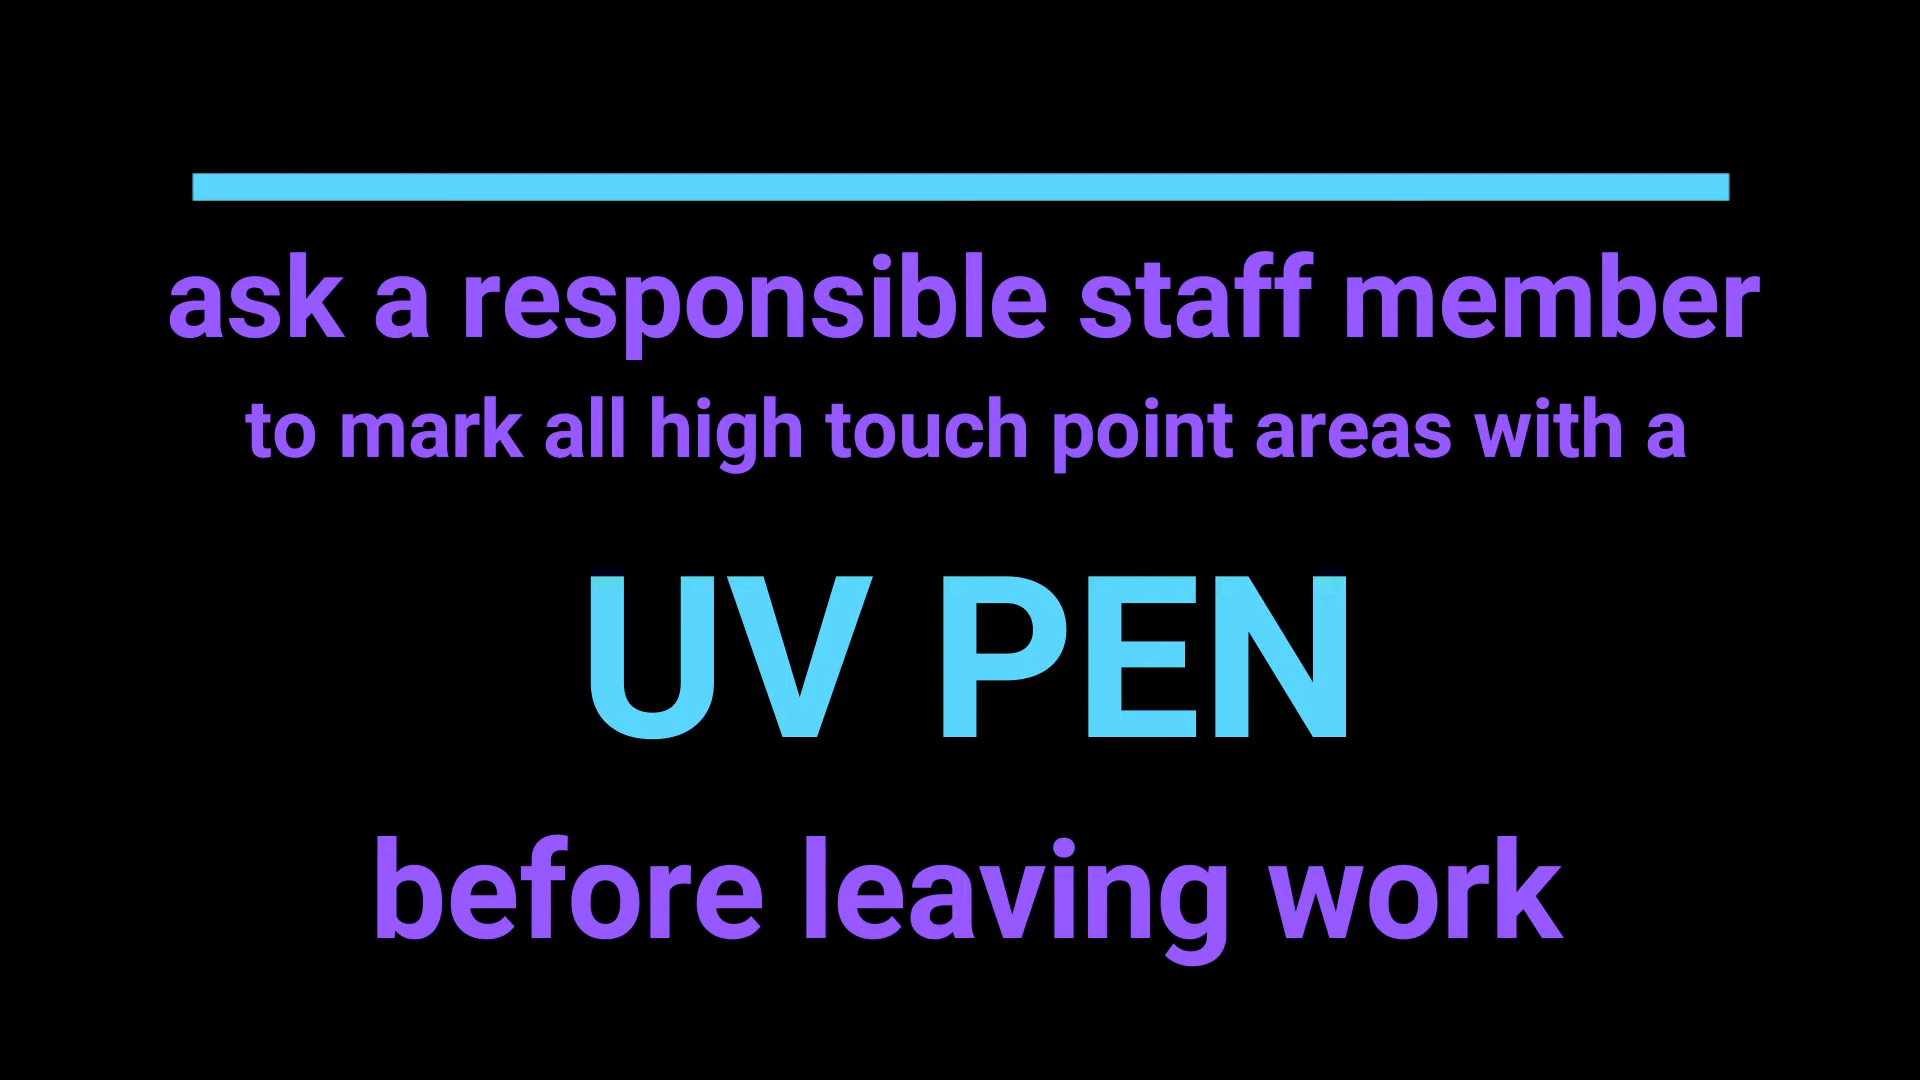 ask a responsible staff member
to mark all high touch point areas with a
UV PEN
before leaving work